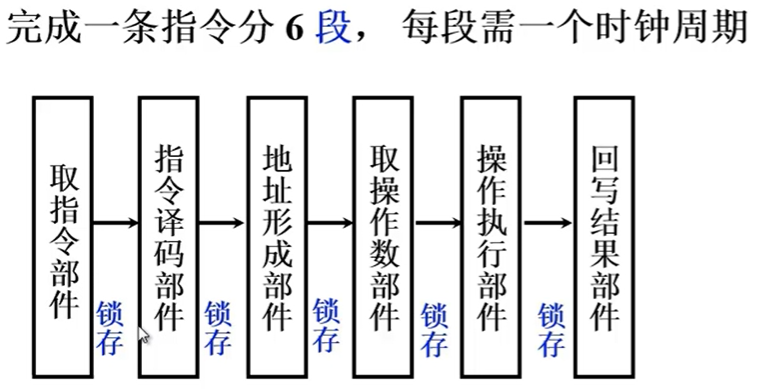 完成一条指令分 6 段， 每段需一个时钟周期
取指令部件
锁存
指令译码部件
锁存
地址形成部件
锁存
取操作数部件
锁存
操作执行部件
锁存
回写结果部件